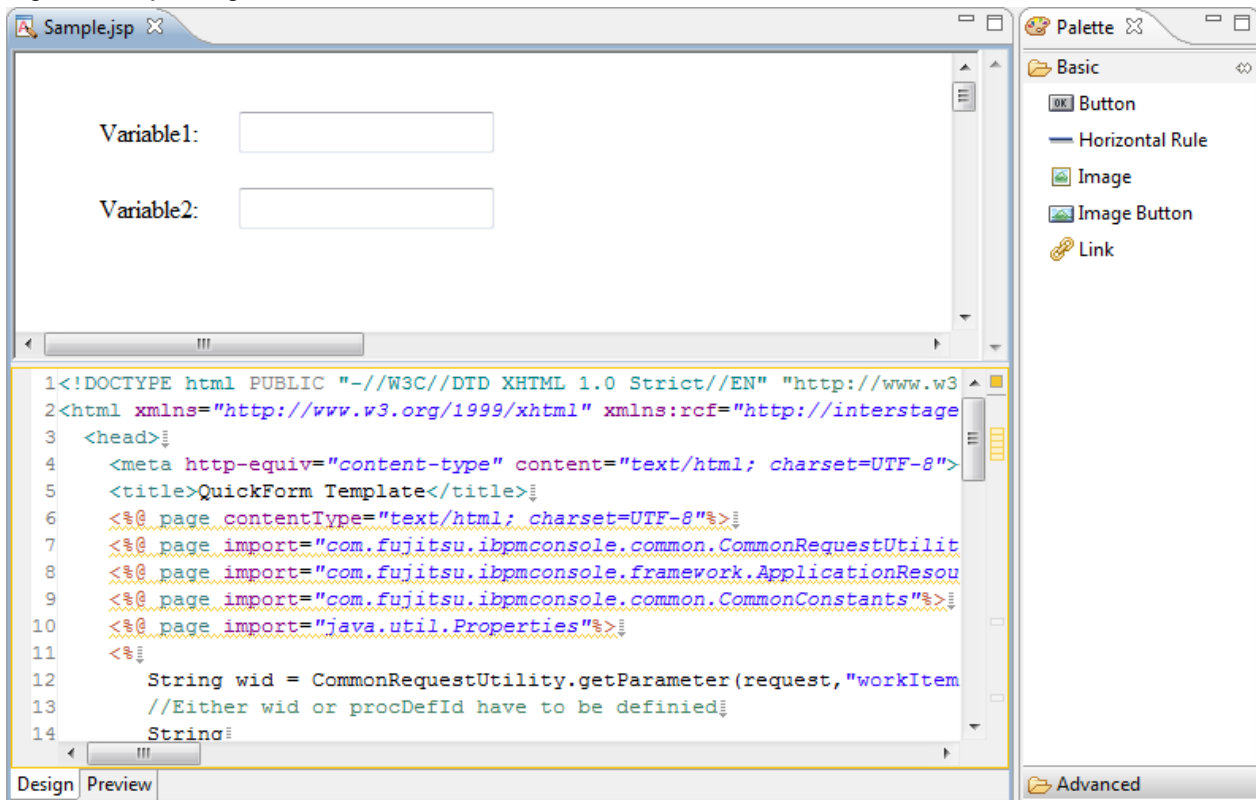 Sample.jsp
Variable1:
Variable2:
1<!DOCTYPE html PUBLIC "-//W3C//DTD XHTML 1.0 Strict//EN" "http://www.w3
2<html xmlns="http://www.w3.org/1999/xhtml" xmlns:rcf="http://interstage
3 <head>
4 <meta http-equiv="content-type" content="text/html; charset=UTF-8">
5 <title>QuickForm Template</title>
6 <%@ page contentType="text/html; charset=UTF-8"%>
7 <%@ page import="com.fujitsu.ibpmconsole.common.CommonRequestUtilit
8 <%@ page import="com.fujitsu.ibpmconsole.framework.ApplicationResou
9 <%@ page import="com.fujitsu.ibpmconsole.common.CommonConstants"%>
10 <%@ page import="java.util.Properties"%>
11 <%
12 String wid = CommonRequestUtility.getParameter(request,"workItem
13 //Either wid or procDefId have to be definied
14 String
Design Preview
Palette
Basic
OK Button
Horizontal Rule
Image
Image Button
Link
Advanced